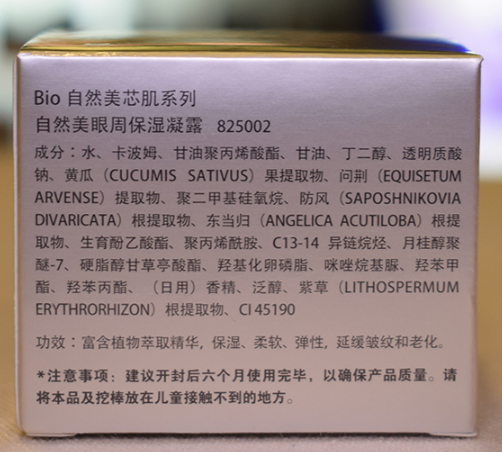 Bio 自然美芯肌系列
自然美眼周保湿凝露 825002
成分：水、卡波姆、甘油聚丙烯酸酯、甘油、丁二醇、透明质酸
钠、黄瓜（CUCUMIS SATIVUS）果提取物、问荆（EQUISETUM
ARVENSE）提取物、聚二甲基硅氧烷、防风（SAPOSHNIKOVIA
DIVARICATA）根提取物、东当归（ANGELICA ACUTILOBA）根提
取物、生育酚乙酸酯、聚丙烯酰胺、C13-14 异链烷烃、月桂醇聚
醚-7、硬脂醇甘草亭酸酯、羟基化卵磷脂、咪唑烷基脲、羟苯甲
酯、羟苯丙酯、（日用）香精、泛醇、紫草（LITHOSPERMUM
ERYTHRORHIZON）根提取物、CI 45190
功效：富含植物萃取精华, 保湿、柔软、弹性, 延缓皱纹和老化。
*注意事项：建议开封后六个月使用完毕，以确保产品质量。请
将本品及挖棒放在儿童接触不到的地方。